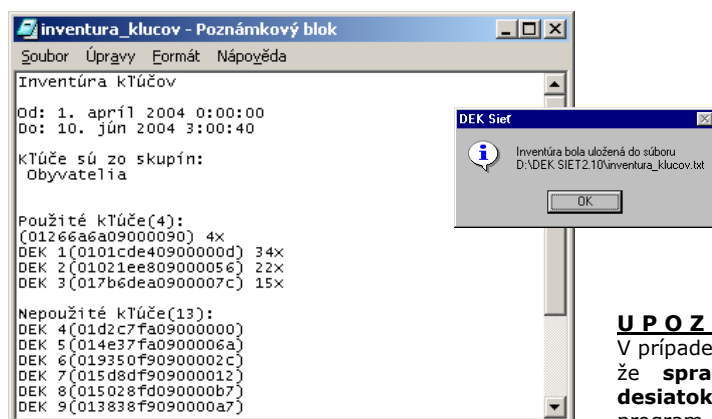 inventura_klucov - Poznámkový blok
Soubor Úpravy Formát Nápověda
Inventúra kľúčov
Od: 1. apríl 2004 0:00:00
Do: 10. jún 2004 3:00:40
Kľúče sú zo skupín:
Obyvatelia
Použité kľúče(4):
(01266a6a09000090) 4x
DEK 1(0101cde40900000d) 34x
DEK 2(01021ee809000056) 22x
DEK 3(017b6dea0900007c) 15x
Nepoužité kľúče(13):
DEK 4(01d2c7fa09000000)
DEK 5(014e37fa0900006a)
DEK 6(019350f90900002c)
DEK 7(015d8df909000012)
DEK 8(015028fd090000b7)
DEK 9(013838f9090000a7)
DEK Sieť
Inventúra bola uložená do súboru
D:\DEK SIET2.10\inventura_klucov.txt
OK
U P O Z
V prípade
že spra
desiatok
program